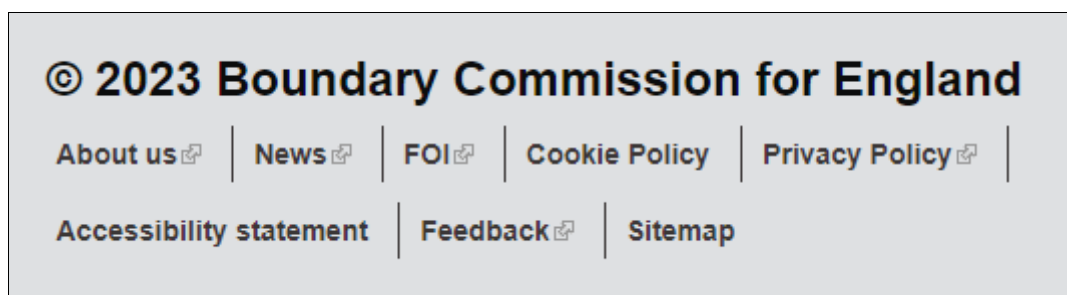 © 2023 Boundary Commission for England
About us News FOI Cookie Policy Privacy Policy
Accessibility statement Feedback Sitemap